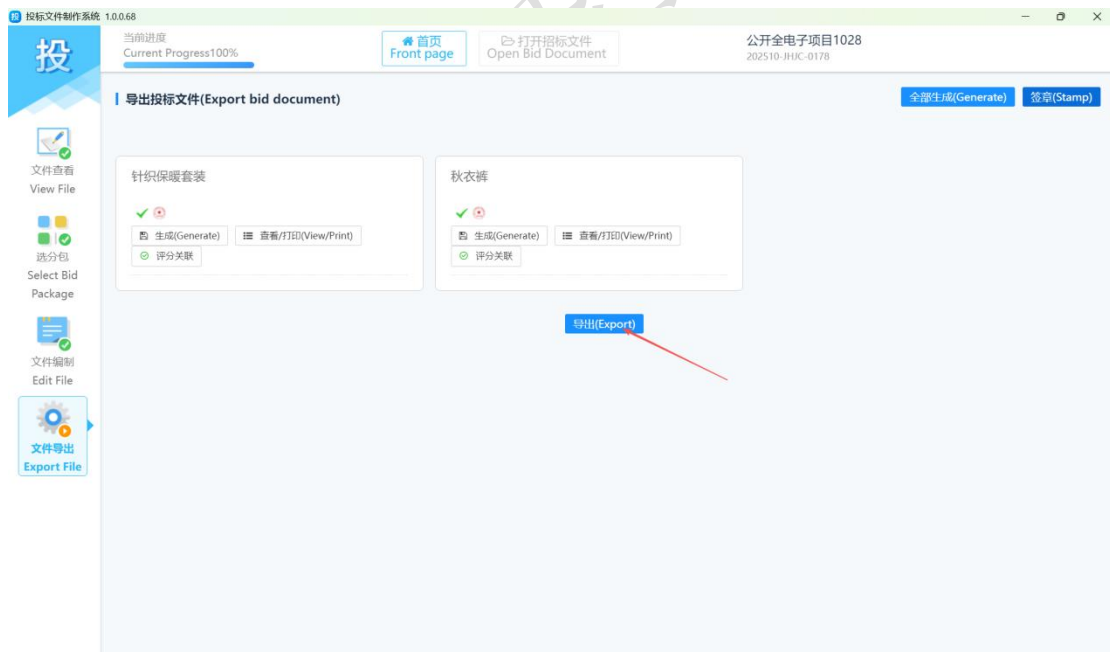 投标文件制作系统 1.0.0.68
投
当前进度
Current Progress100%
首页
Front page
打开招标文件
Open Bid Document
公开全电子项目1028
202510-JHJC-0178
导出投标文件(Export bid document)
全部生成(Generate)
签章(Stamp)
文件查看
View File
选分包
Select Bid
Package
文件编制
Edit File
文件导出
Export File
针织保暖套装
生成(Generate)
查看/打印(View/Print)
评分关联
秋衣裤
生成(Generate)
查看/打印(View/Print)
评分关联
导出(Export)